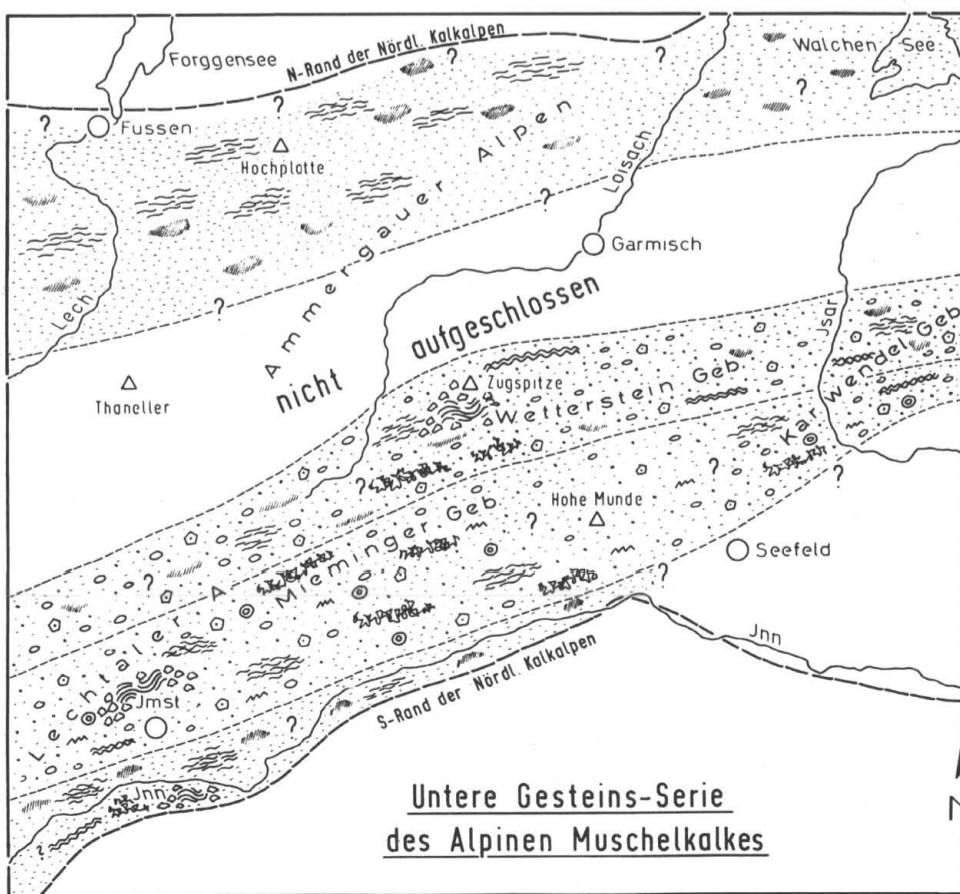 N-Rand der Nördl. Kalkalpen
Forggensee
Walchen See
Fussen
Hochplatte
Ammergauer Alpen
Loisach
Garmisch
Lech
nicht aufgeschlossen
Jsar
Thaneller
Zugspitze
Wetterstein Geb
Karwendel Geb
Hohe Munde
Mieminger Geb
Seefeld
Lechtaler A
Jmst
Jnn
Jnn
S-Rand der Nördl. Kalkalpen
N
Untere Gesteins-Serie
des Alpinen Muschelkalkes